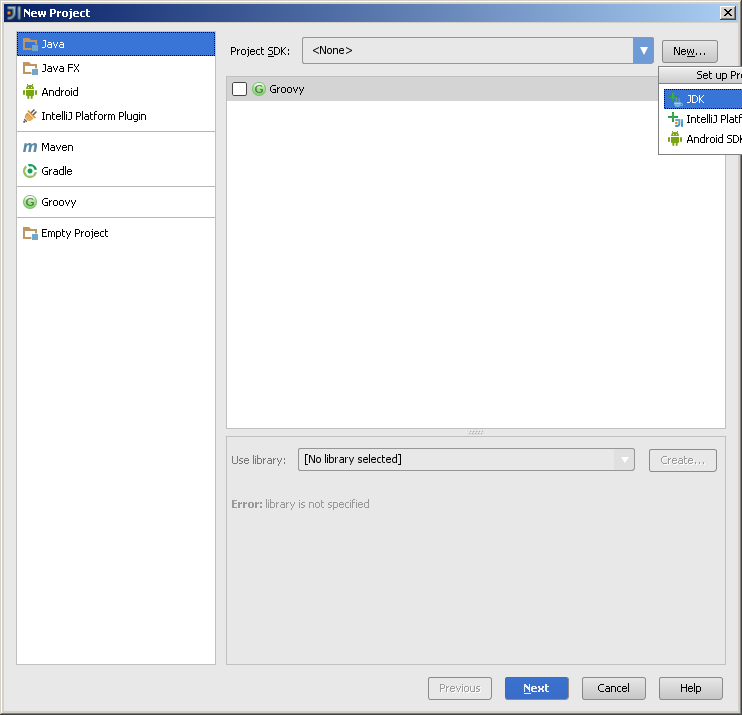 New Project
Java
Java FX
Android
IntelliJ Platform Plugin
Maven
Gradle
Groovy
Empty Project
Project SDK: <None> New...
Set up Pr
JDK
IntelliJ Platf
Android SDK
Groovy
Use library: [No library selected] Create...
Error: library is not specified
Previous Next Cancel Help